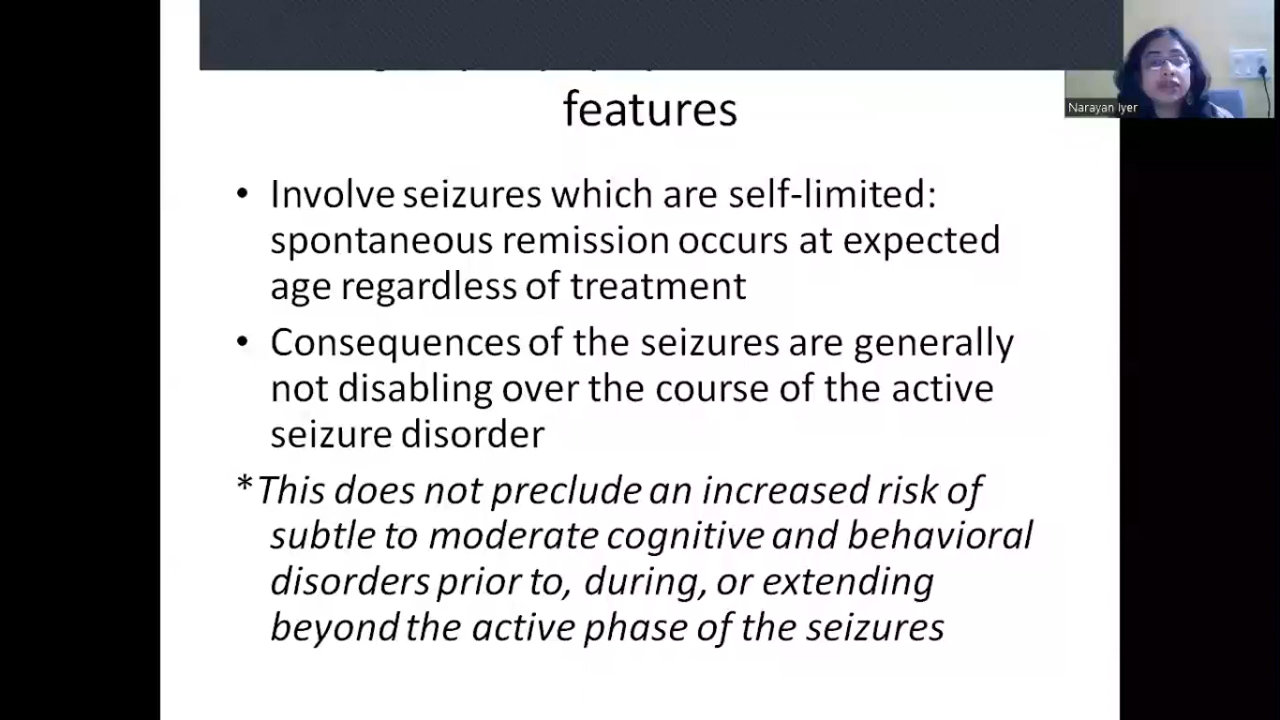 features
Narayan Iyer
• Involve seizures which are self-limited:
spontaneous remission occurs at expected
age regardless of treatment
• Consequences of the seizures are generally
not disabling over the course of the active
seizure disorder
*This does not preclude an increased risk of
subtle to moderate cognitive and behavioral
disorders prior to, during, or extending
beyond the active phase of the seizures